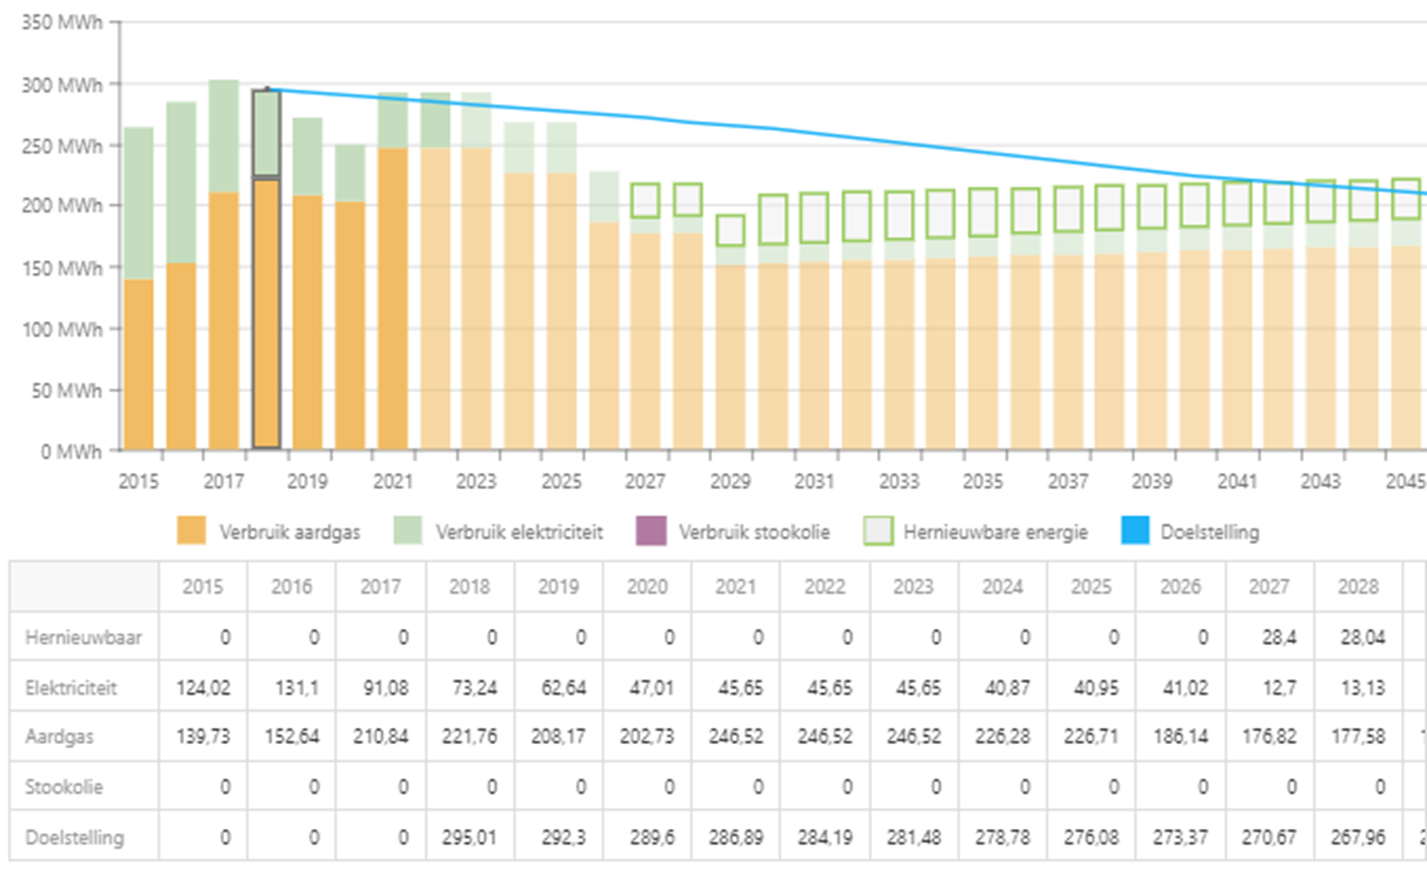 350 MWh
300 MWh
250 MWh
200 MWh
150 MWh
100 MWh
50 MWh
0 MWh
2015 2017 2019 2021 2023 2025 2027 2029 2031 2033 2035 2037 2039 2041 2043 2045
Verbruik aardgas Verbruik elektriciteit Verbruik stookolie Hernieuwbare energie Doelstelling
2015 2016 2017 2018 2019 2020 2021 2022 2023 2024 2025 2026 2027 2028
Hernieuwbaar 0 0 0 0 0 0 0 0 0 0 0 0 28,4 28,04
Elektriciteit 124,02 131,1 91,08 73,24 62,64 47,01 45,65 45,65 45,65 40,87 40,95 41,02 12,7 13,13
Aardgas 139,73 152,64 210,84 221,76 208,17 202,73 246,52 246,52 246,52 226,28 226,71 186,14 176,82 177,58
Stookolie 0 0 0 0 0 0 0 0 0 0 0 0 0 0
Doelstelling 0 0 0 295,01 292,3 289,6 286,89 284,19 281,48 278,78 276,08 273,37 270,67 267,96